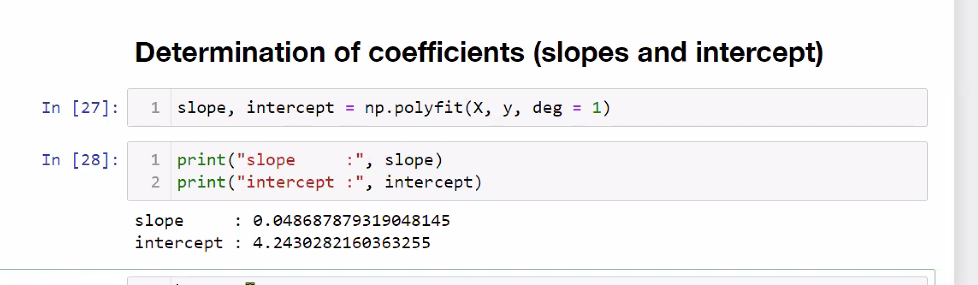 Determination of coefficients (slopes and intercept)
In [27]: 1 slope, intercept = np.polyfit(X, y, deg = 1)
In [28]: 1 print("slope     :", slope)
2 print("intercept :", intercept)
slope     : 0.048687879319048145
intercept : 4.2430282160363255